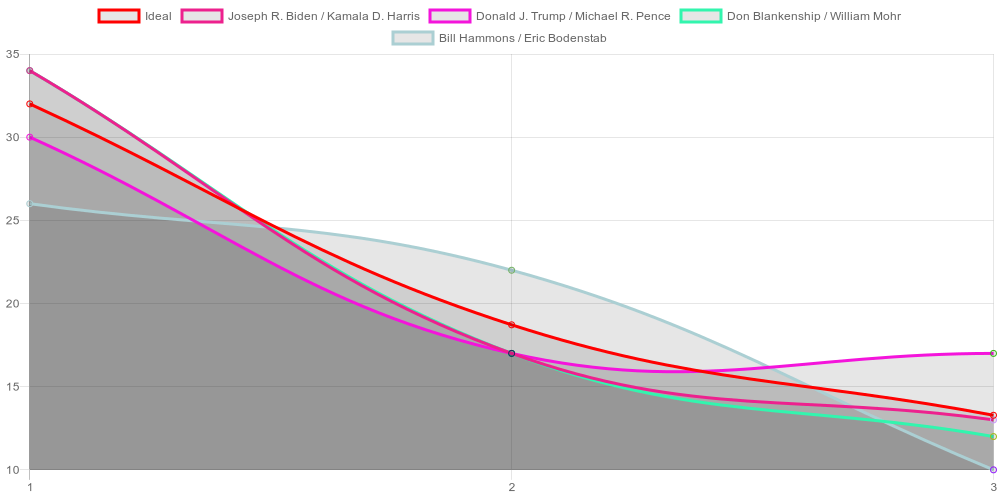 Ideal Joseph R. Biden / Kamala D. Harris Donald J. Trump / Michael R. Pence Don Blankenship / William Mohr
Bill Hammons / Eric Bodenstab
35
30
25
20
15
10
1 2 3